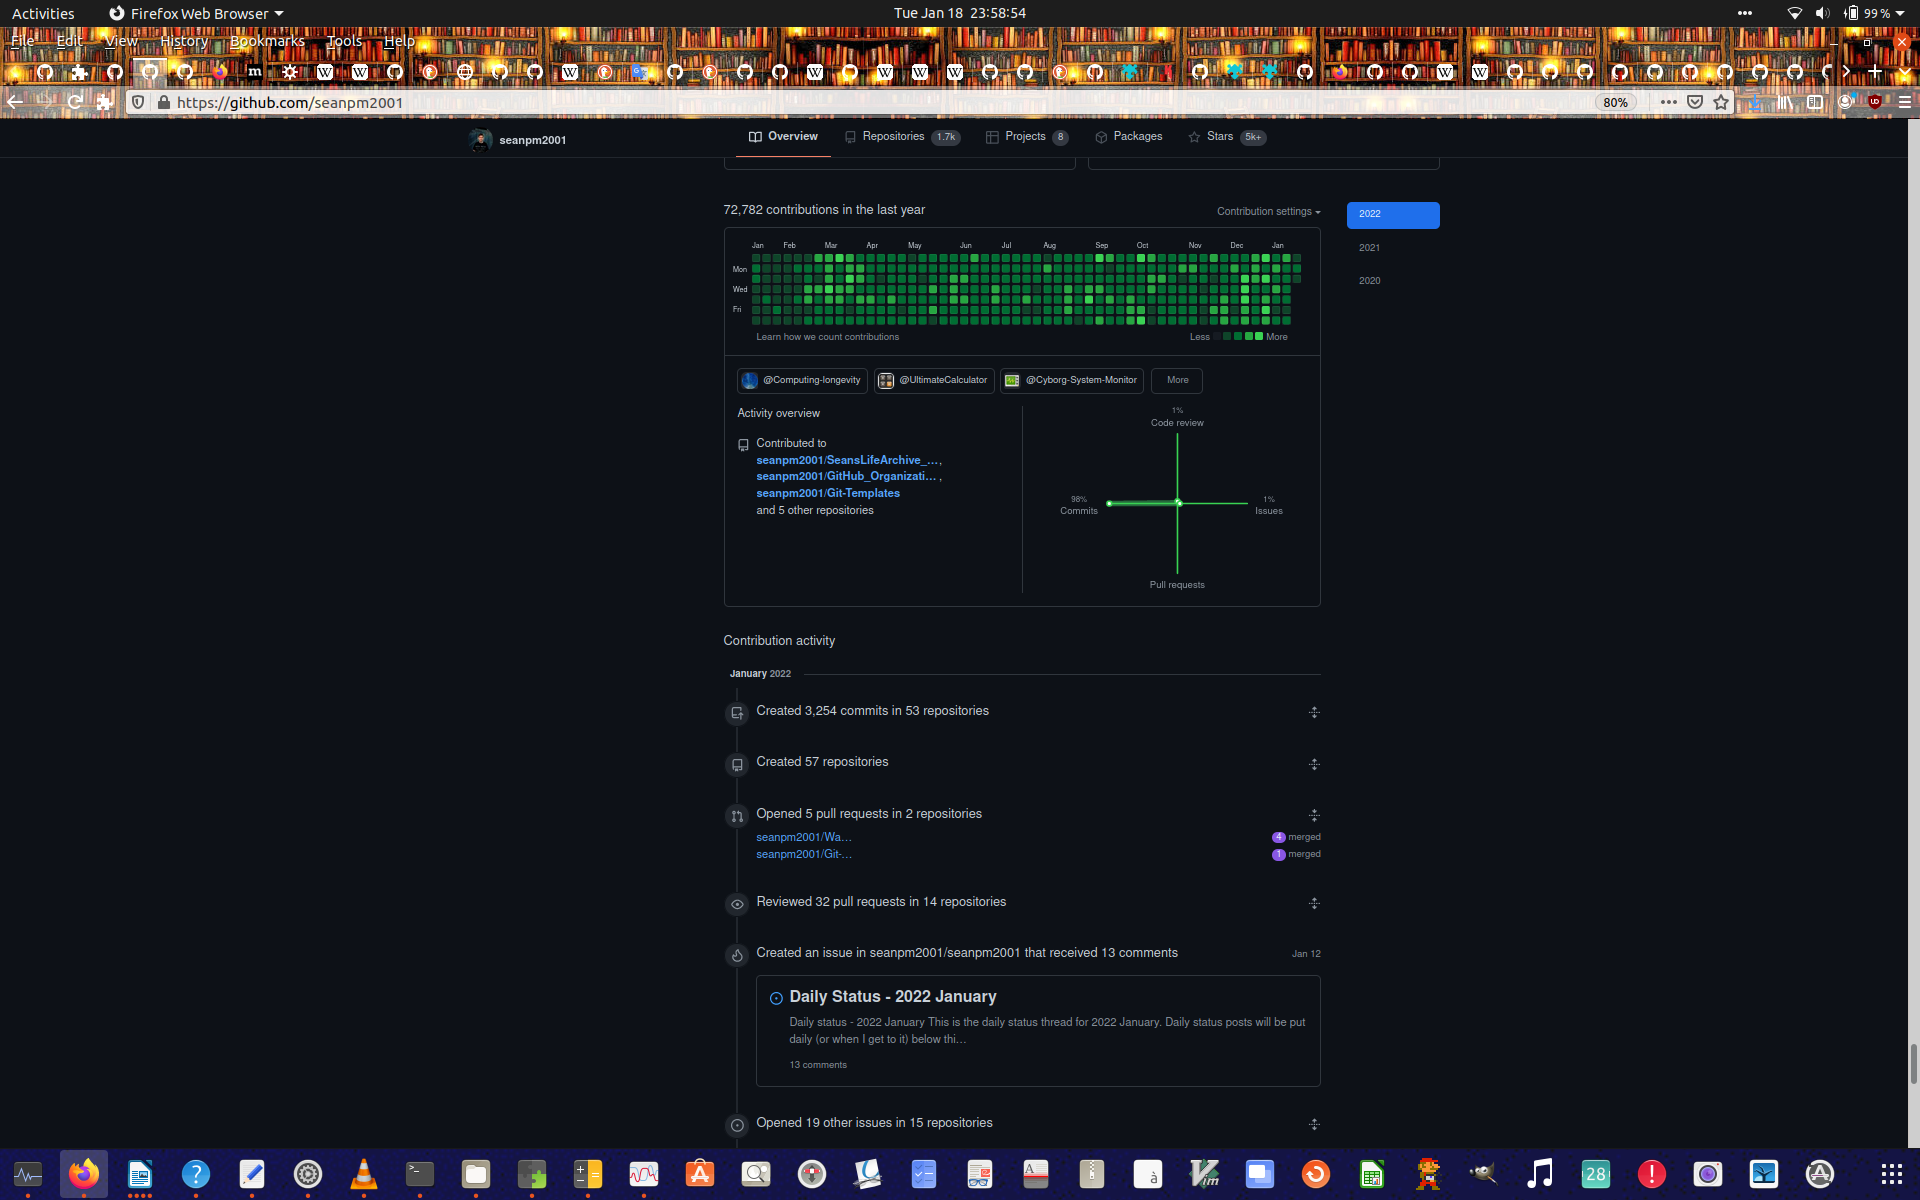 Activities
Firefox Web Browser
Tue Jan 18 23:58:54
99 %
File Edit View History Bookmarks Tools Help
https://github.com/seanpm2001
80%
seanpm2001
Overview
Repositories 1.7k
Projects 8
Packages
Stars 5k+
72,782 contributions in the last year
Contribution settings
2022
2021
2020
Jan Feb Mar Apr May Jun Jul Aug Sep Oct Nov Dec Jan
Mon
Wed
Fri
Learn how we count contributions
Less More
@Computing-longevity
@UltimateCalculator
@Cyborg-System-Monitor
More
Activity overview
Contributed to
seanpm2001/SeansLifeArchive_…,
seanpm2001/GitHub_Organizati… ,
seanpm2001/Git-Templates
and 5 other repositories
1%
Code review
98%
Commits
1%
Issues
Pull requests
Contribution activity
January 2022
Created 3,254 commits in 53 repositories
Created 57 repositories
Opened 5 pull requests in 2 repositories
seanpm2001/Wa…
4 merged
seanpm2001/Git-…
1 merged
Reviewed 32 pull requests in 14 repositories
Created an issue in seanpm2001/seanpm2001 that received 13 comments
Jan 12
Daily Status - 2022 January
Daily status - 2022 January This is the daily status thread for 2022 January. Daily status posts will be put
daily (or when I get to it) below thi…
13 comments
Opened 19 other issues in 15 repositories
28